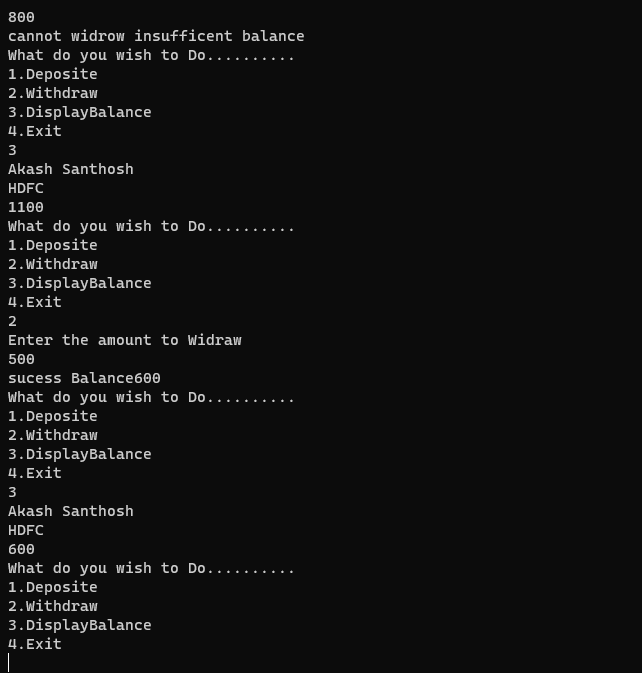 800
cannot widrow insufficent balance
What do you wish to Do..........
1.Deposite
2.Withdraw
3.DisplayBalance
4.Exit
3
Akash Santhosh
HDFC
1100
What do you wish to Do..........
1.Deposite
2.Withdraw
3.DisplayBalance
4.Exit
2
Enter the amount to Widraw
500
sucess Balance600
What do you wish to Do..........
1.Deposite
2.Withdraw
3.DisplayBalance
4.Exit
3
Akash Santhosh
HDFC
600
What do you wish to Do..........
1.Deposite
2.Withdraw
3.DisplayBalance
4.Exit